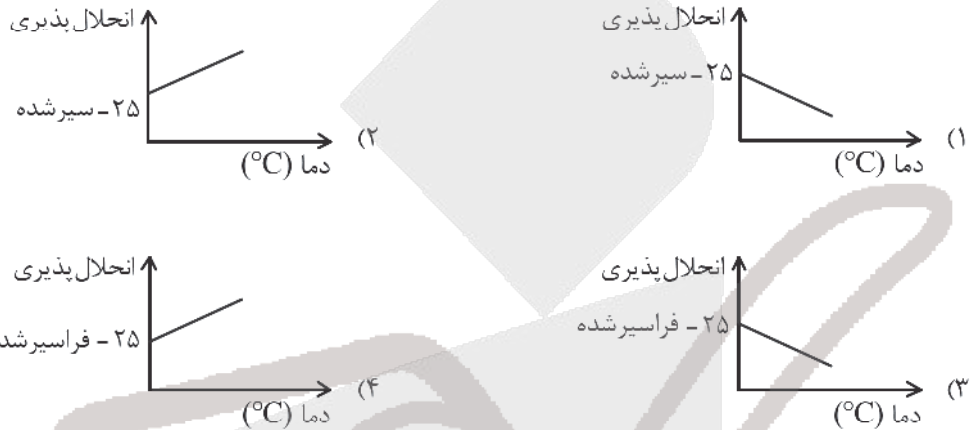 انحلال‌پذیری
۲۵ - سیرشده
دما (°C)
۱)
انحلال‌پذیری
۲۵ - سیرشده
دما (°C)
۲)
انحلال‌پذیری
۲۵ - فراسیرشده
دما (°C)
۳)
انحلال‌پذیری
۲۵ - فراسیرشد
دما (°C)
۴)